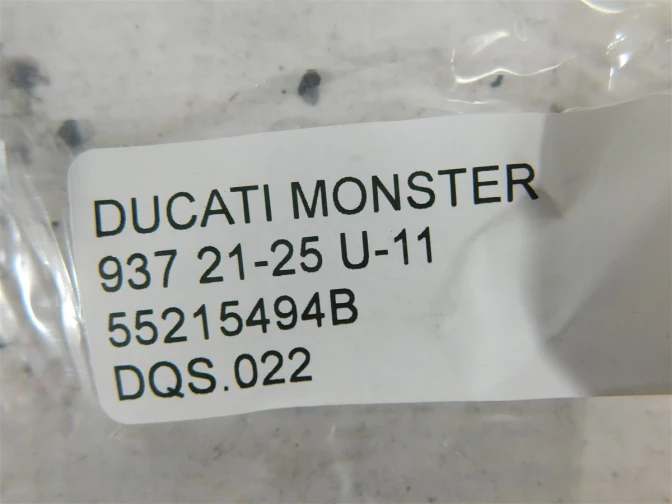 DUCATI MONSTER
937 21-25 U-11
55215494B
DQS.022